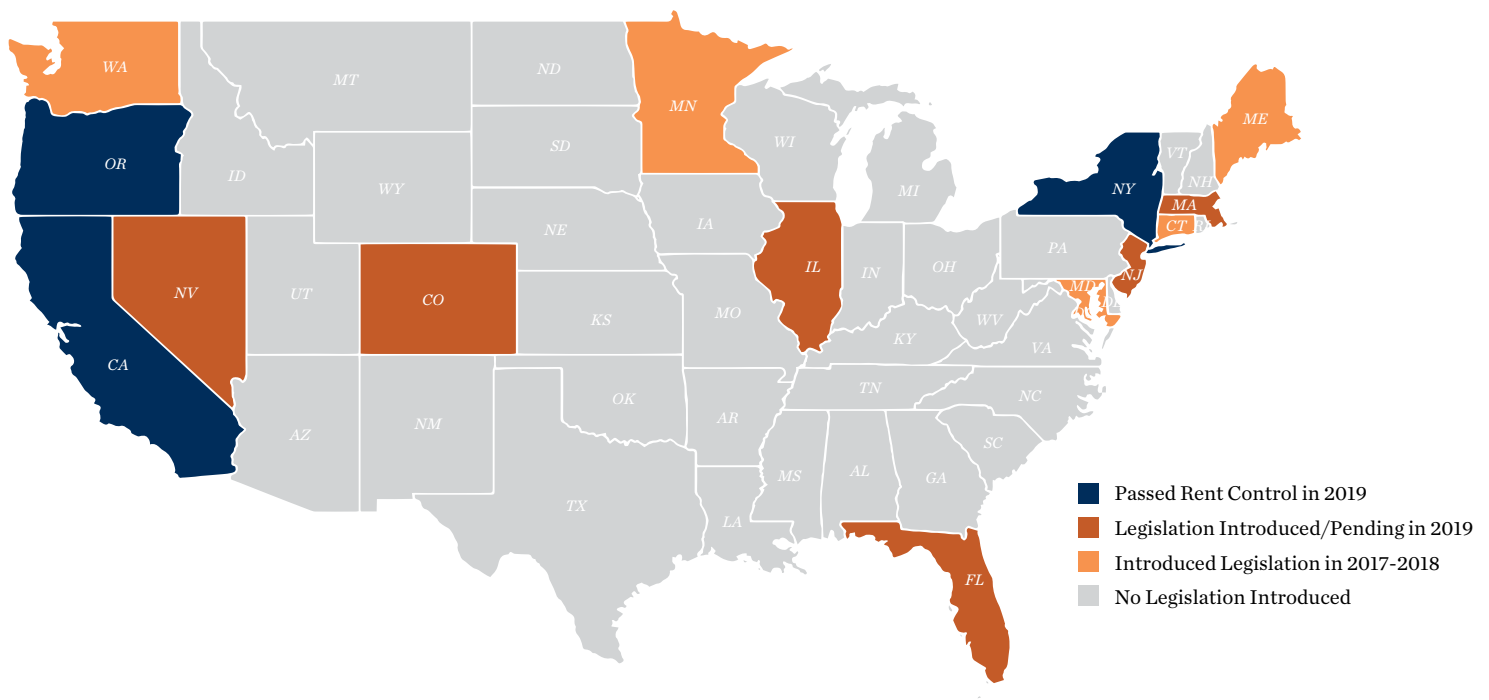 WA
MT
ND
MN
ME
OR
ID
SD
WI
VT
WY
MI
NH
NY
MA
IA
NE
CT
PA
NV
UT
CO
IL
IN
OH
NJ
MD
KS
MO
WV
KY
VA
CA
TN
NC
OK
AR
AZ
NM
SC
MS
AL
GA
TX
LA
FL
Passed Rent Control in 2019
Legislation Introduced/Pending in 2019
Introduced Legislation in 2017-2018
No Legislation Introduced